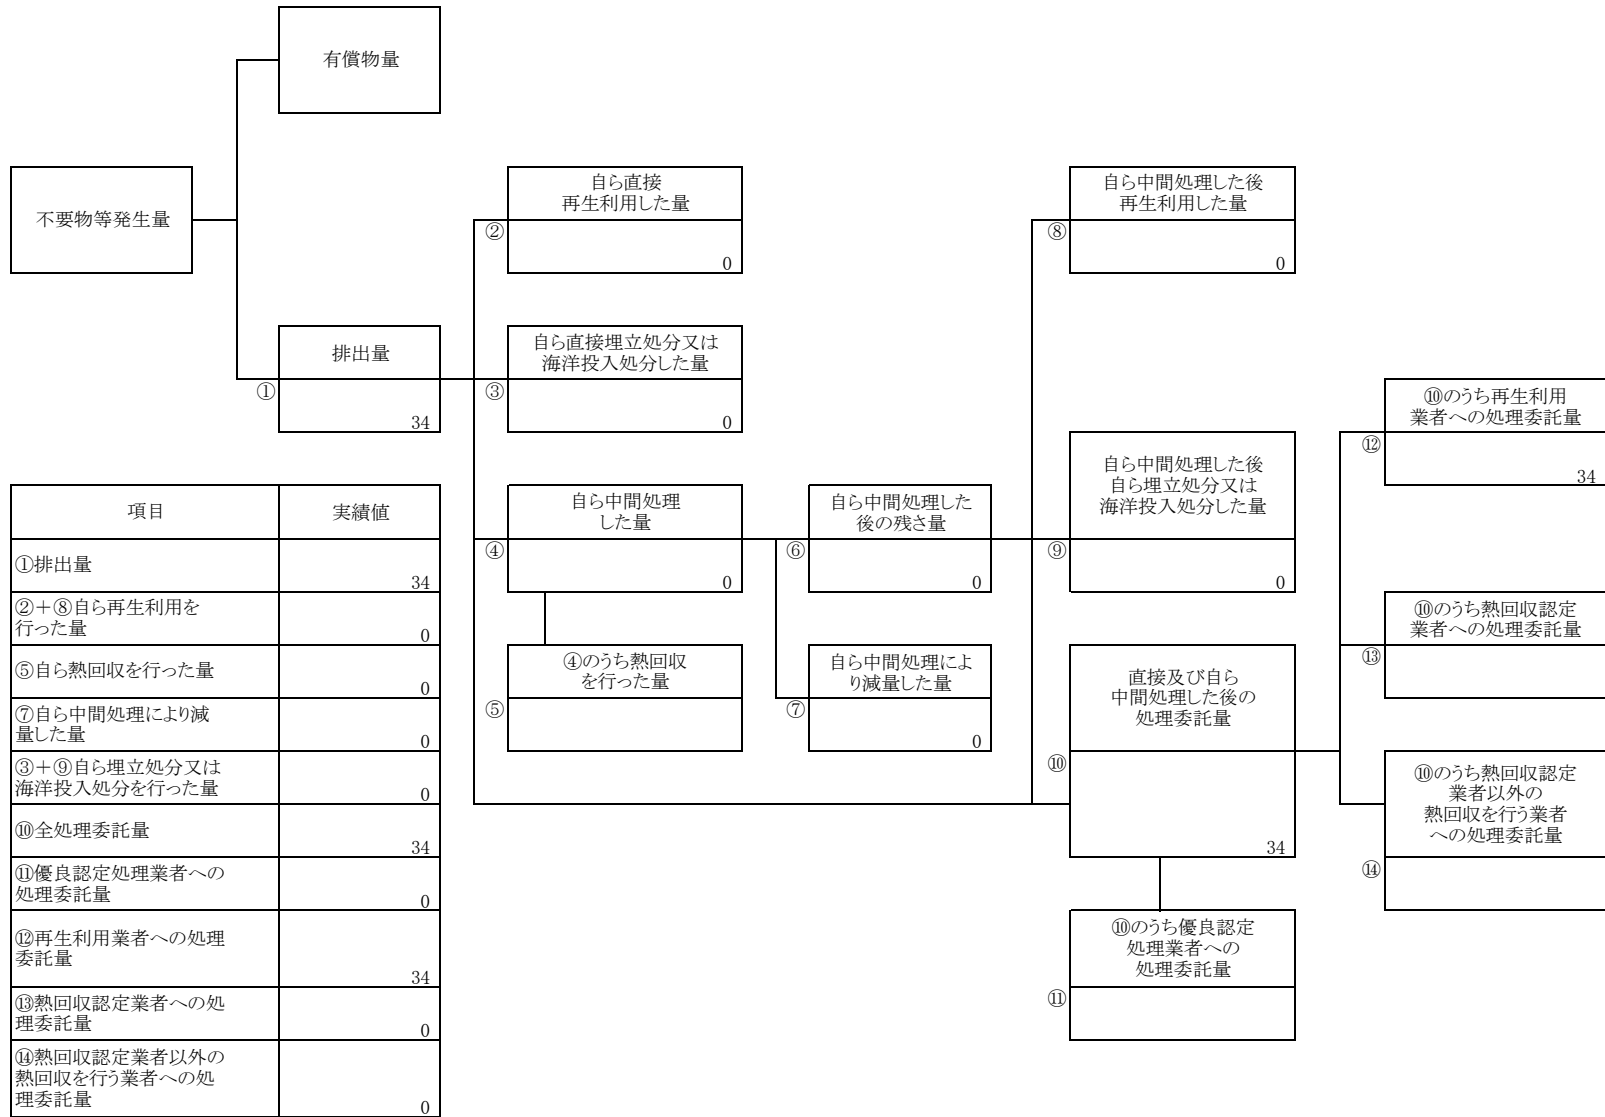 有償物量
不要物等発生量
自ら直接
再生利用した量
②
0
自ら中間処理した後
再生利用した量
⑧
0
排出量
①
34
自ら直接埋立処分又は
海洋投入処分した量
③
0
⑩のうち再生利用
業者への処理委託量
⑫
34
自ら中間処理した後
自ら埋立処分又は
海洋投入処分した量
⑨
0
自ら中間処理
した量
④
0
自ら中間処理した
後の残さ量
⑥
0
⑩のうち熱回収認定
業者への処理委託量
⑬
④のうち熱回収
を行った量
⑤
自ら中間処理によ
り減量した量
⑦
0
直接及び自ら
中間処理した後の
処理委託量
⑩
34
⑩のうち熱回収認定
業者以外の
熱回収を行う業者
への処理委託量
⑭
⑩のうち優良認定
処理業者への
処理委託量
⑪
項目 実績値
①排出量
34
②+⑧自ら再生利用を
行った量
0
⑤自ら熱回収を行った量
0
⑦自ら中間処理により減
量した量
0
③+⑨自ら埋立処分又は
海洋投入処分を行った量
0
⑩全処理委託量
34
⑪優良認定処理業者への
処理委託量
0
⑫再生利用業者への処理
委託量
34
⑬熱回収認定業者への処
理委託量
0
⑭熱回収認定業者以外の
熱回収を行う業者への処
理委託量
0